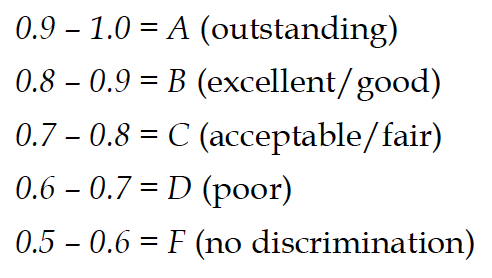 0.9 – 1.0 = A (outstanding)
0.8 – 0.9 = B (excellent/good)
0.7 – 0.8 = C (acceptable/fair)
0.6 – 0.7 = D (poor)
0.5 – 0.6 = F (no discrimination)